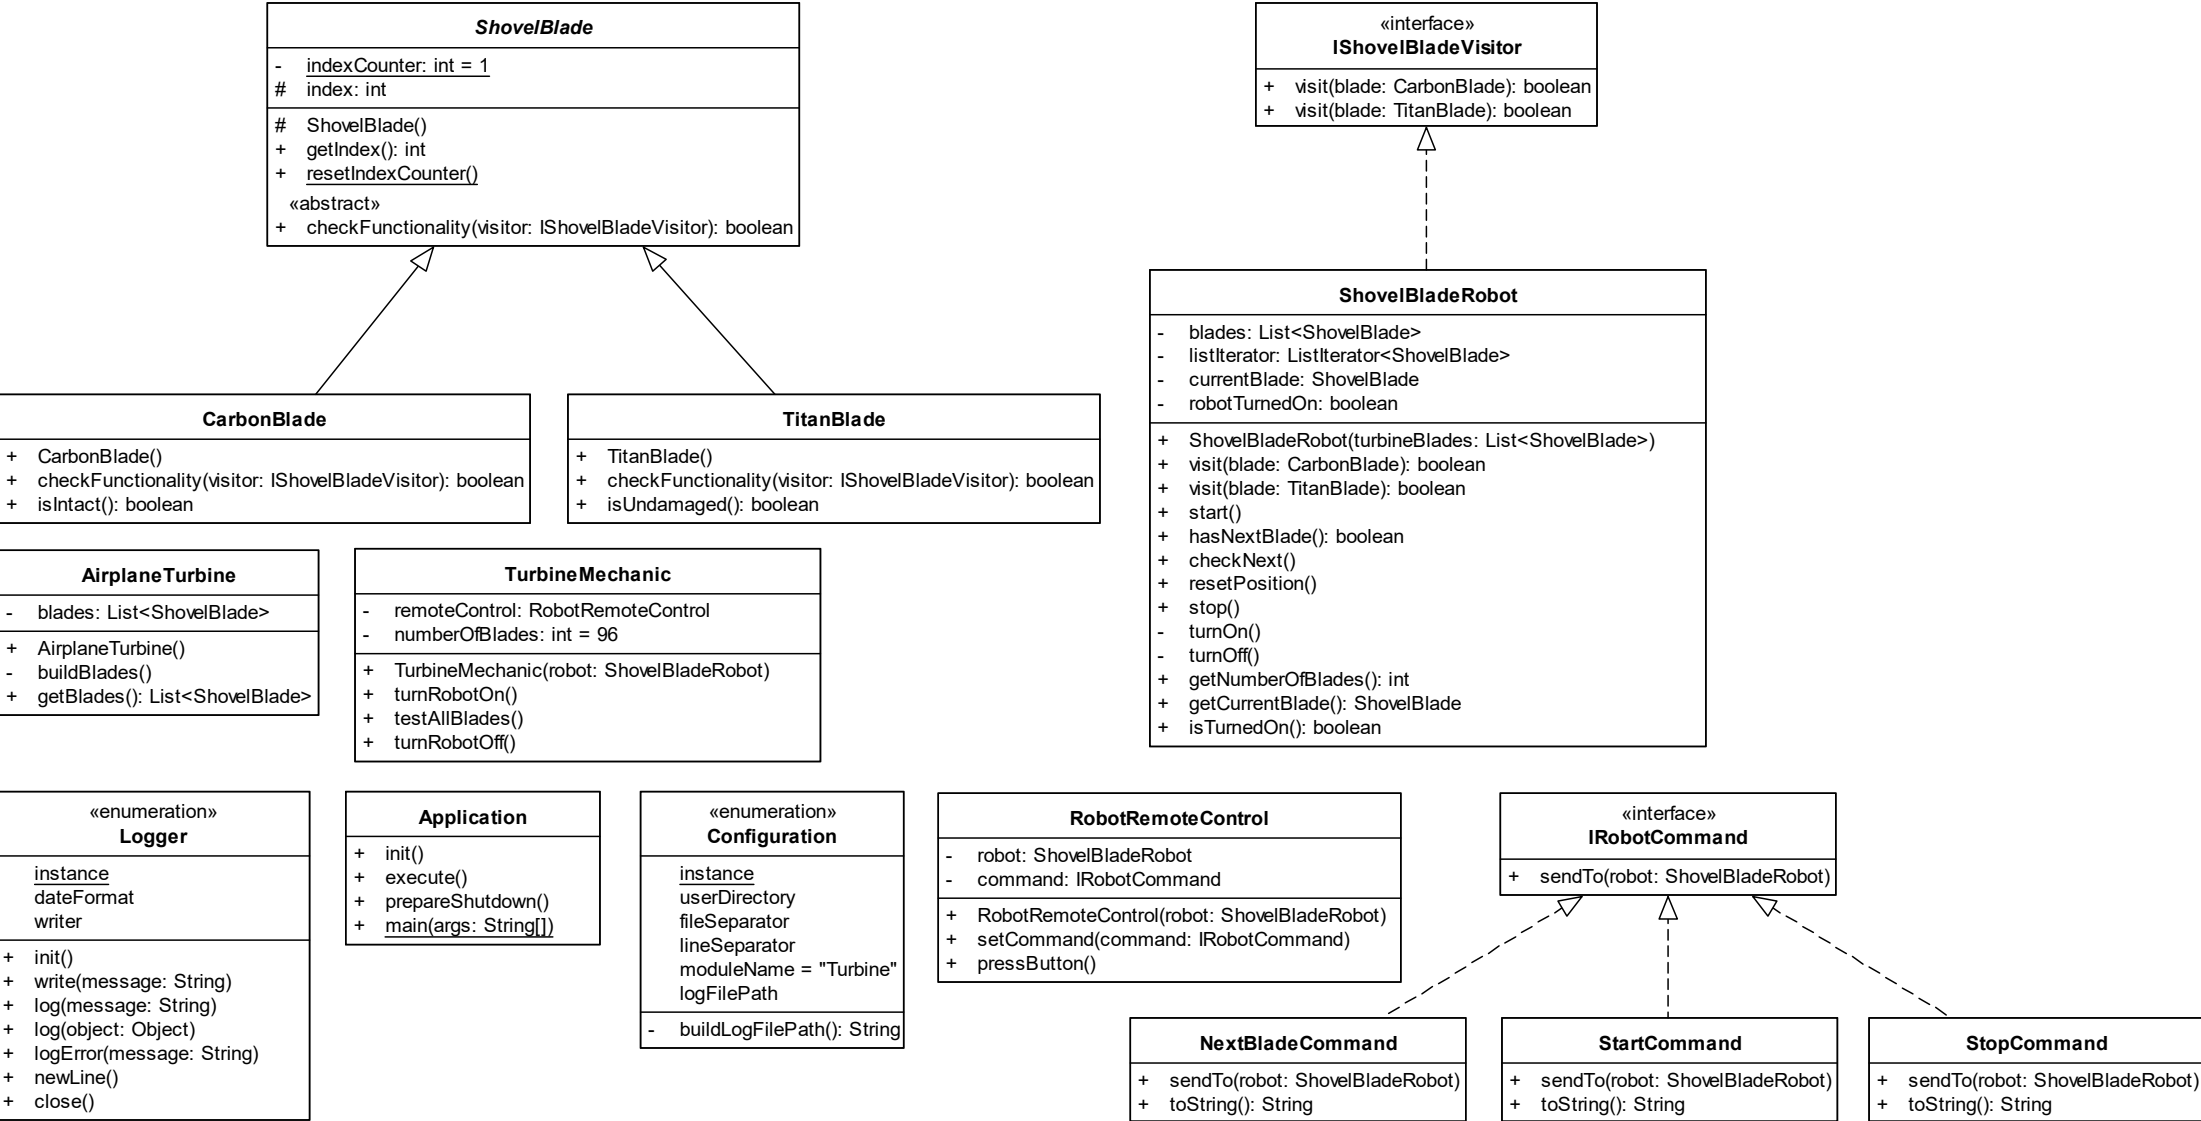 ShovelBlade
- indexCounter: int = 1
# index: int
# ShovelBlade()
+ getIndex(): int
+ resetIndexCounter()
«abstract»
+ checkFunctionality(visitor: IShovelBladeVisitor): boolean
«interface»
IShovelBladeVisitor
+ visit(blade: CarbonBlade): boolean
+ visit(blade: TitanBlade): boolean
CarbonBlade
+ CarbonBlade()
+ checkFunctionality(visitor: IShovelBladeVisitor): boolean
+ isIntact(): boolean
TitanBlade
+ TitanBlade()
+ checkFunctionality(visitor: IShovelBladeVisitor): boolean
+ isUndamaged(): boolean
ShovelBladeRobot
- blades: List<ShovelBlade>
- listIterator: ListIterator<ShovelBlade>
- currentBlade: ShovelBlade
- robotTurnedOn: boolean
+ ShovelBladeRobot(turbineBlades: List<ShovelBlade>)
+ visit(blade: CarbonBlade): boolean
+ visit(blade: TitanBlade): boolean
+ start()
+ hasNextBlade(): boolean
+ checkNext()
+ resetPosition()
+ stop()
- turnOn()
- turnOff()
+ getNumberOfBlades(): int
+ getCurrentBlade(): ShovelBlade
+ isTurnedOn(): boolean
AirplaneTurbine
- blades: List<ShovelBlade>
+ AirplaneTurbine()
- buildBlades()
+ getBlades(): List<ShovelBlade>
TurbineMechanic
- remoteControl: RobotRemoteControl
- numberOfBlades: int = 96
+ TurbineMechanic(robot: ShovelBladeRobot)
+ turnRobotOn()
+ testAllBlades()
+ turnRobotOff()
«enumeration»
Logger
instance
dateFormat
writer
+ init()
+ write(message: String)
+ log(message: String)
+ log(object: Object)
+ logError(message: String)
+ newLine()
+ close()
Application
+ init()
+ execute()
+ prepareShutdown()
+ main(args: String[])
«enumeration»
Configuration
instance
userDirectory
fileSeparator
lineSeparator
moduleName = "Turbine"
logFilePath
- buildLogFilePath(): String
RobotRemoteControl
- robot: ShovelBladeRobot
- command: IRobotCommand
+ RobotRemoteControl(robot: ShovelBladeRobot)
+ setCommand(command: IRobotCommand)
+ pressButton()
«interface»
IRobotCommand
+ sendTo(robot: ShovelBladeRobot)
NextBladeCommand
+ sendTo(robot: ShovelBladeRobot)
+ toString(): String
StartCommand
+ sendTo(robot: ShovelBladeRobot)
+ toString(): String
StopCommand
+ sendTo(robot: ShovelBladeRobot)
+ toString(): String